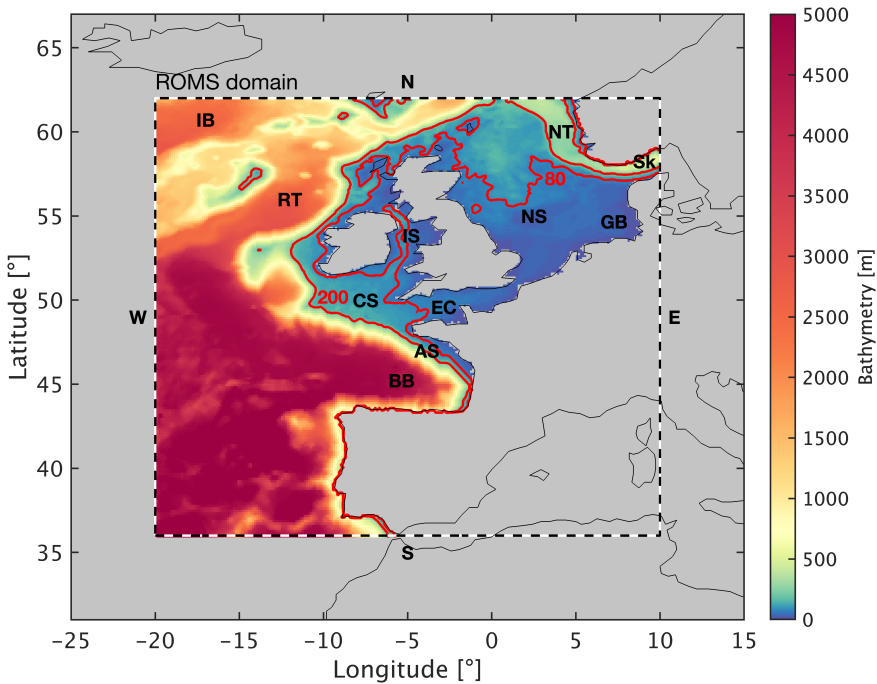 ROMS domain
N
IB
NT
Sk
80
RT
NS
GB
IS
200
CS
EC
W
E
AS
BB
S
65
60
55
50
45
40
35
Latitude [°]
-25
-20
-15
-10
-5
0
5
10
15
Longitude [°]
5000
4500
4000
3500
3000
2500
2000
1500
1000
500
0
Bathymetry [m]